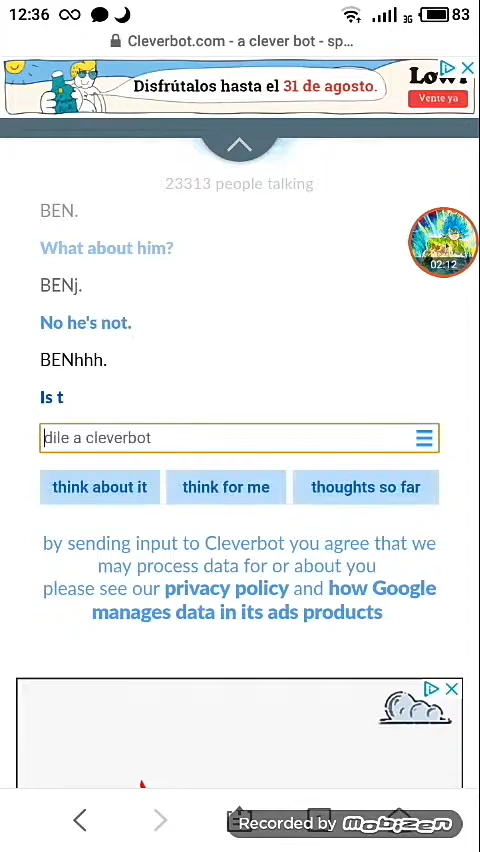 12:36
3G
83
Cleverbot.com - a clever bot - sp...
Disfrútalos hasta el 31 de agosto.
Vente ya
23313 people talking
BEN.
What about him?
BENj.
No he's not.
BENhhh.
Is t
dile a cleverbot
think about it
think for me
thoughts so far
by sending input to Cleverbot you agree that we
may process data for or about you
please see our privacy policy and how Google
manages data in its ads products
02:12
Recorded by Mobizen